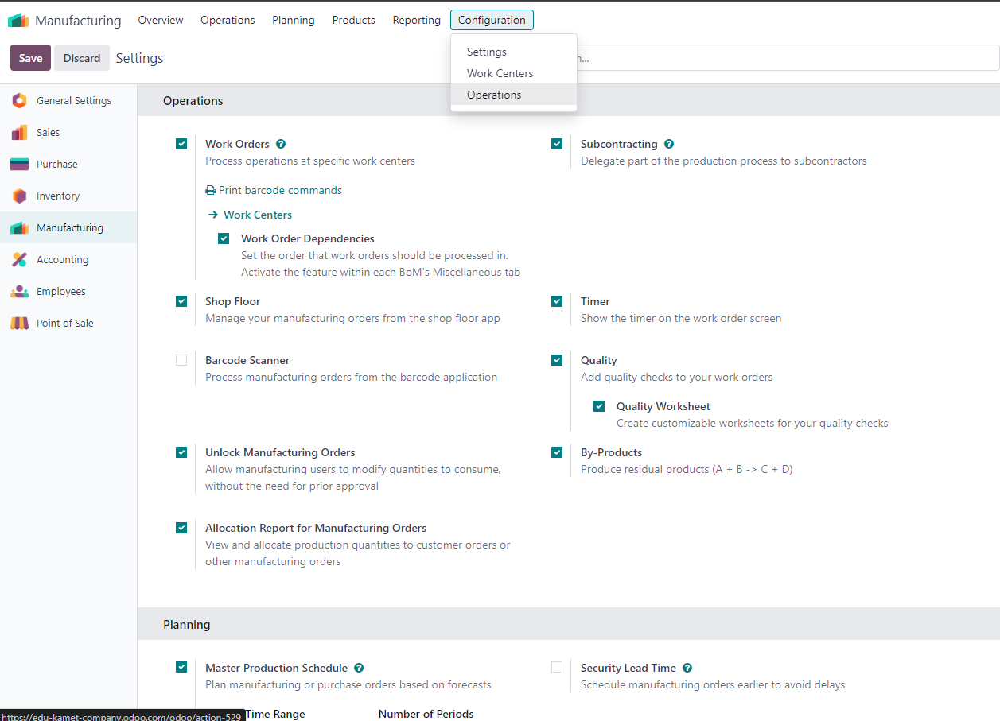 Manufacturing Overview Operations Planning Products Reporting Configuration
Settings
Work Centers
Operations
Save Discard Settings
General Settings
Sales
Purchase
Inventory
Manufacturing
Accounting
Employees
Point of Sale
Operations
Work Orders ?
Process operations at specific work centers
Print barcode commands
Work Centers
Work Order Dependencies
Set the order that work orders should be processed in.
Activate the feature within each BoM's Miscellaneous tab
Subcontracting ?
Delegate part of the production process to subcontractors
Shop Floor
Manage your manufacturing orders from the shop floor app
Timer
Show the timer on the work order screen
Barcode Scanner
Process manufacturing orders from the barcode application
Quality
Add quality checks to your work orders
Quality Worksheet
Create customizable worksheets for your quality checks
Unlock Manufacturing Orders
Allow manufacturing users to modify quantities to consume,
without the need for prior approval
By-Products
Produce residual products (A + B -> C + D)
Allocation Report for Manufacturing Orders
View and allocate production quantities to customer orders or
other manufacturing orders
Planning
Master Production Schedule ?
Plan manufacturing or purchase orders based on forecasts
Security Lead Time ?
Schedule manufacturing orders earlier to avoid delays
Time Range Number of Periods
https://edu-kamet-company.odoo.com/odoo/action-529